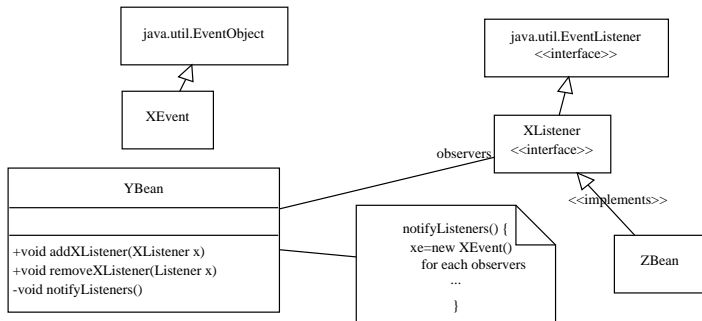 java.util.EventObject
java.util.EventListener
<<interface>>
XEvent
XListener
<<interface>>
observers
YBean
<<implements>>
+void addXListener(XListener x)
+void removeXListener(Listener x)
-void notifyListeners()
notifyListeners() {
xe=new XEvent()
for each observers
...
}
ZBean